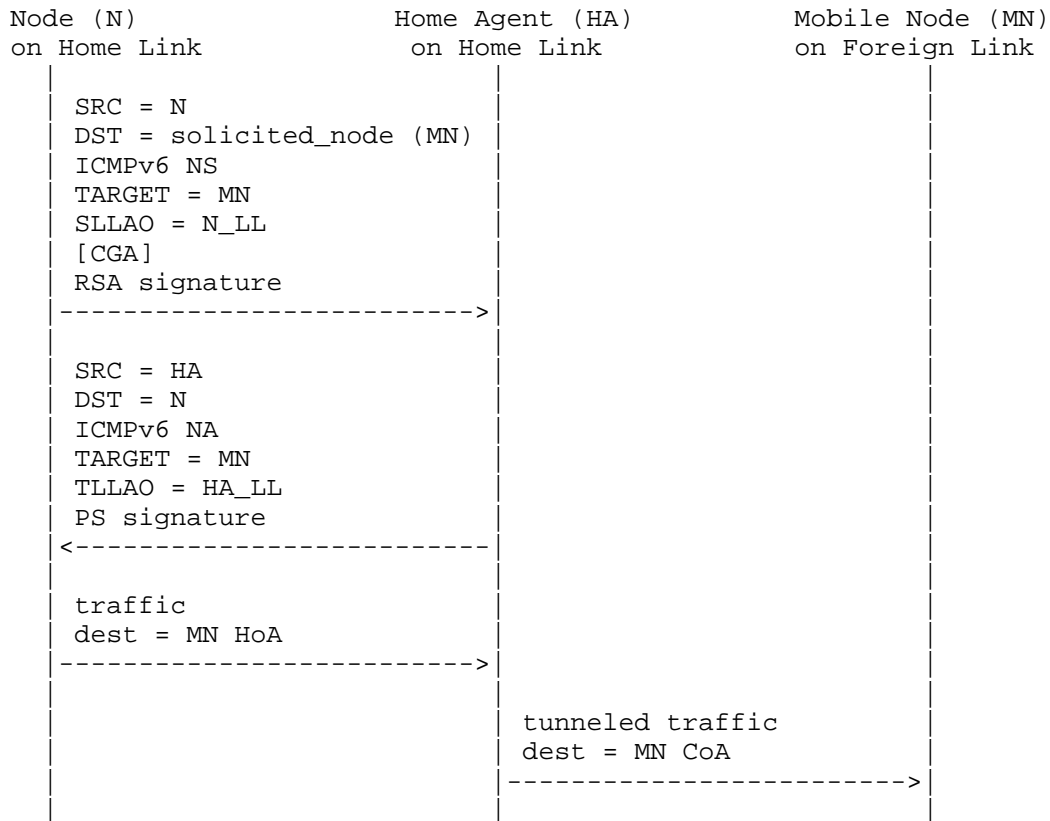 Node (N) Home Agent (HA) Mobile Node (MN)
on Home Link on Home Link on Foreign Link
SRC = N
DST = solicited_node (MN)
ICMPv6 NS
TARGET = MN
SLLAO = N_LL
[CGA]
RSA signature
SRC = HA
DST = N
ICMPv6 NA
TARGET = MN
TLLAO = HA_LL
PS signature
traffic
dest = MN HoA
tunneled traffic
dest = MN CoA